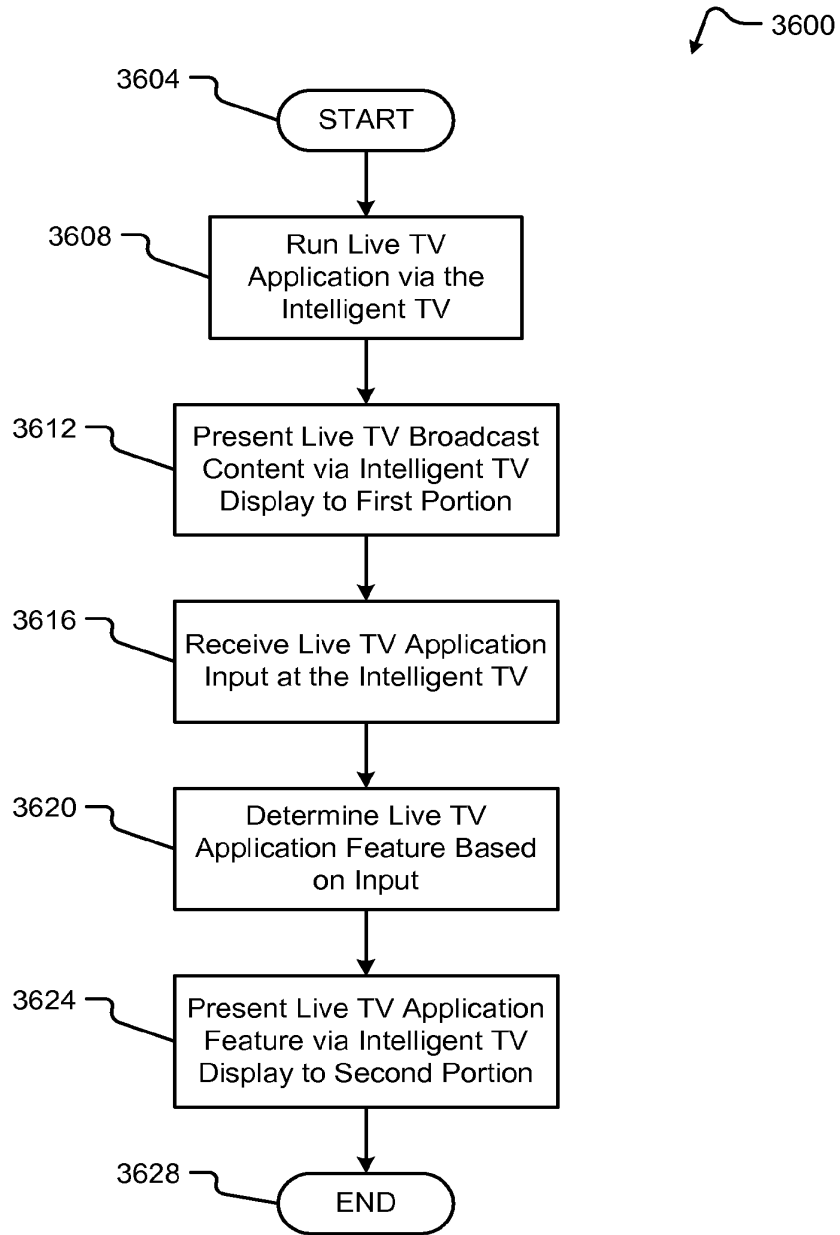 3600
3604
START
3608
Run Live TV
Application via the
Intelligent TV
3612
Present Live TV Broadcast
Content via Intelligent TV
Display to First Portion
3616
Receive Live TV Application
Input at the Intelligent TV
3620
Determine Live TV
Application Feature Based
on Input
3624
Present Live TV Application
Feature via Intelligent TV
Display to Second Portion
3628
END